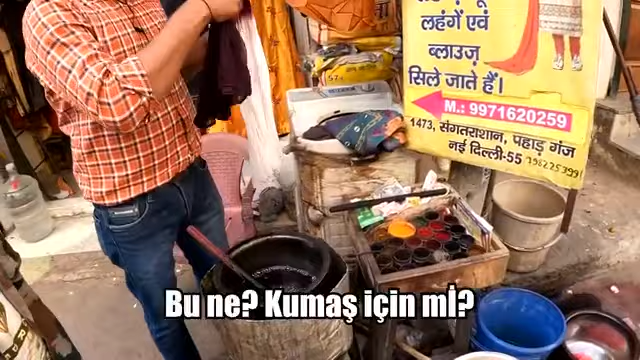 लहंगें एवं
ब्लाउज़
सिले जाते हैं।
M.: 9971620259
1473, संगतराशान, पहाड़ गंज
नई दिल्ली-55
Bu ne? Kumaş için mi?